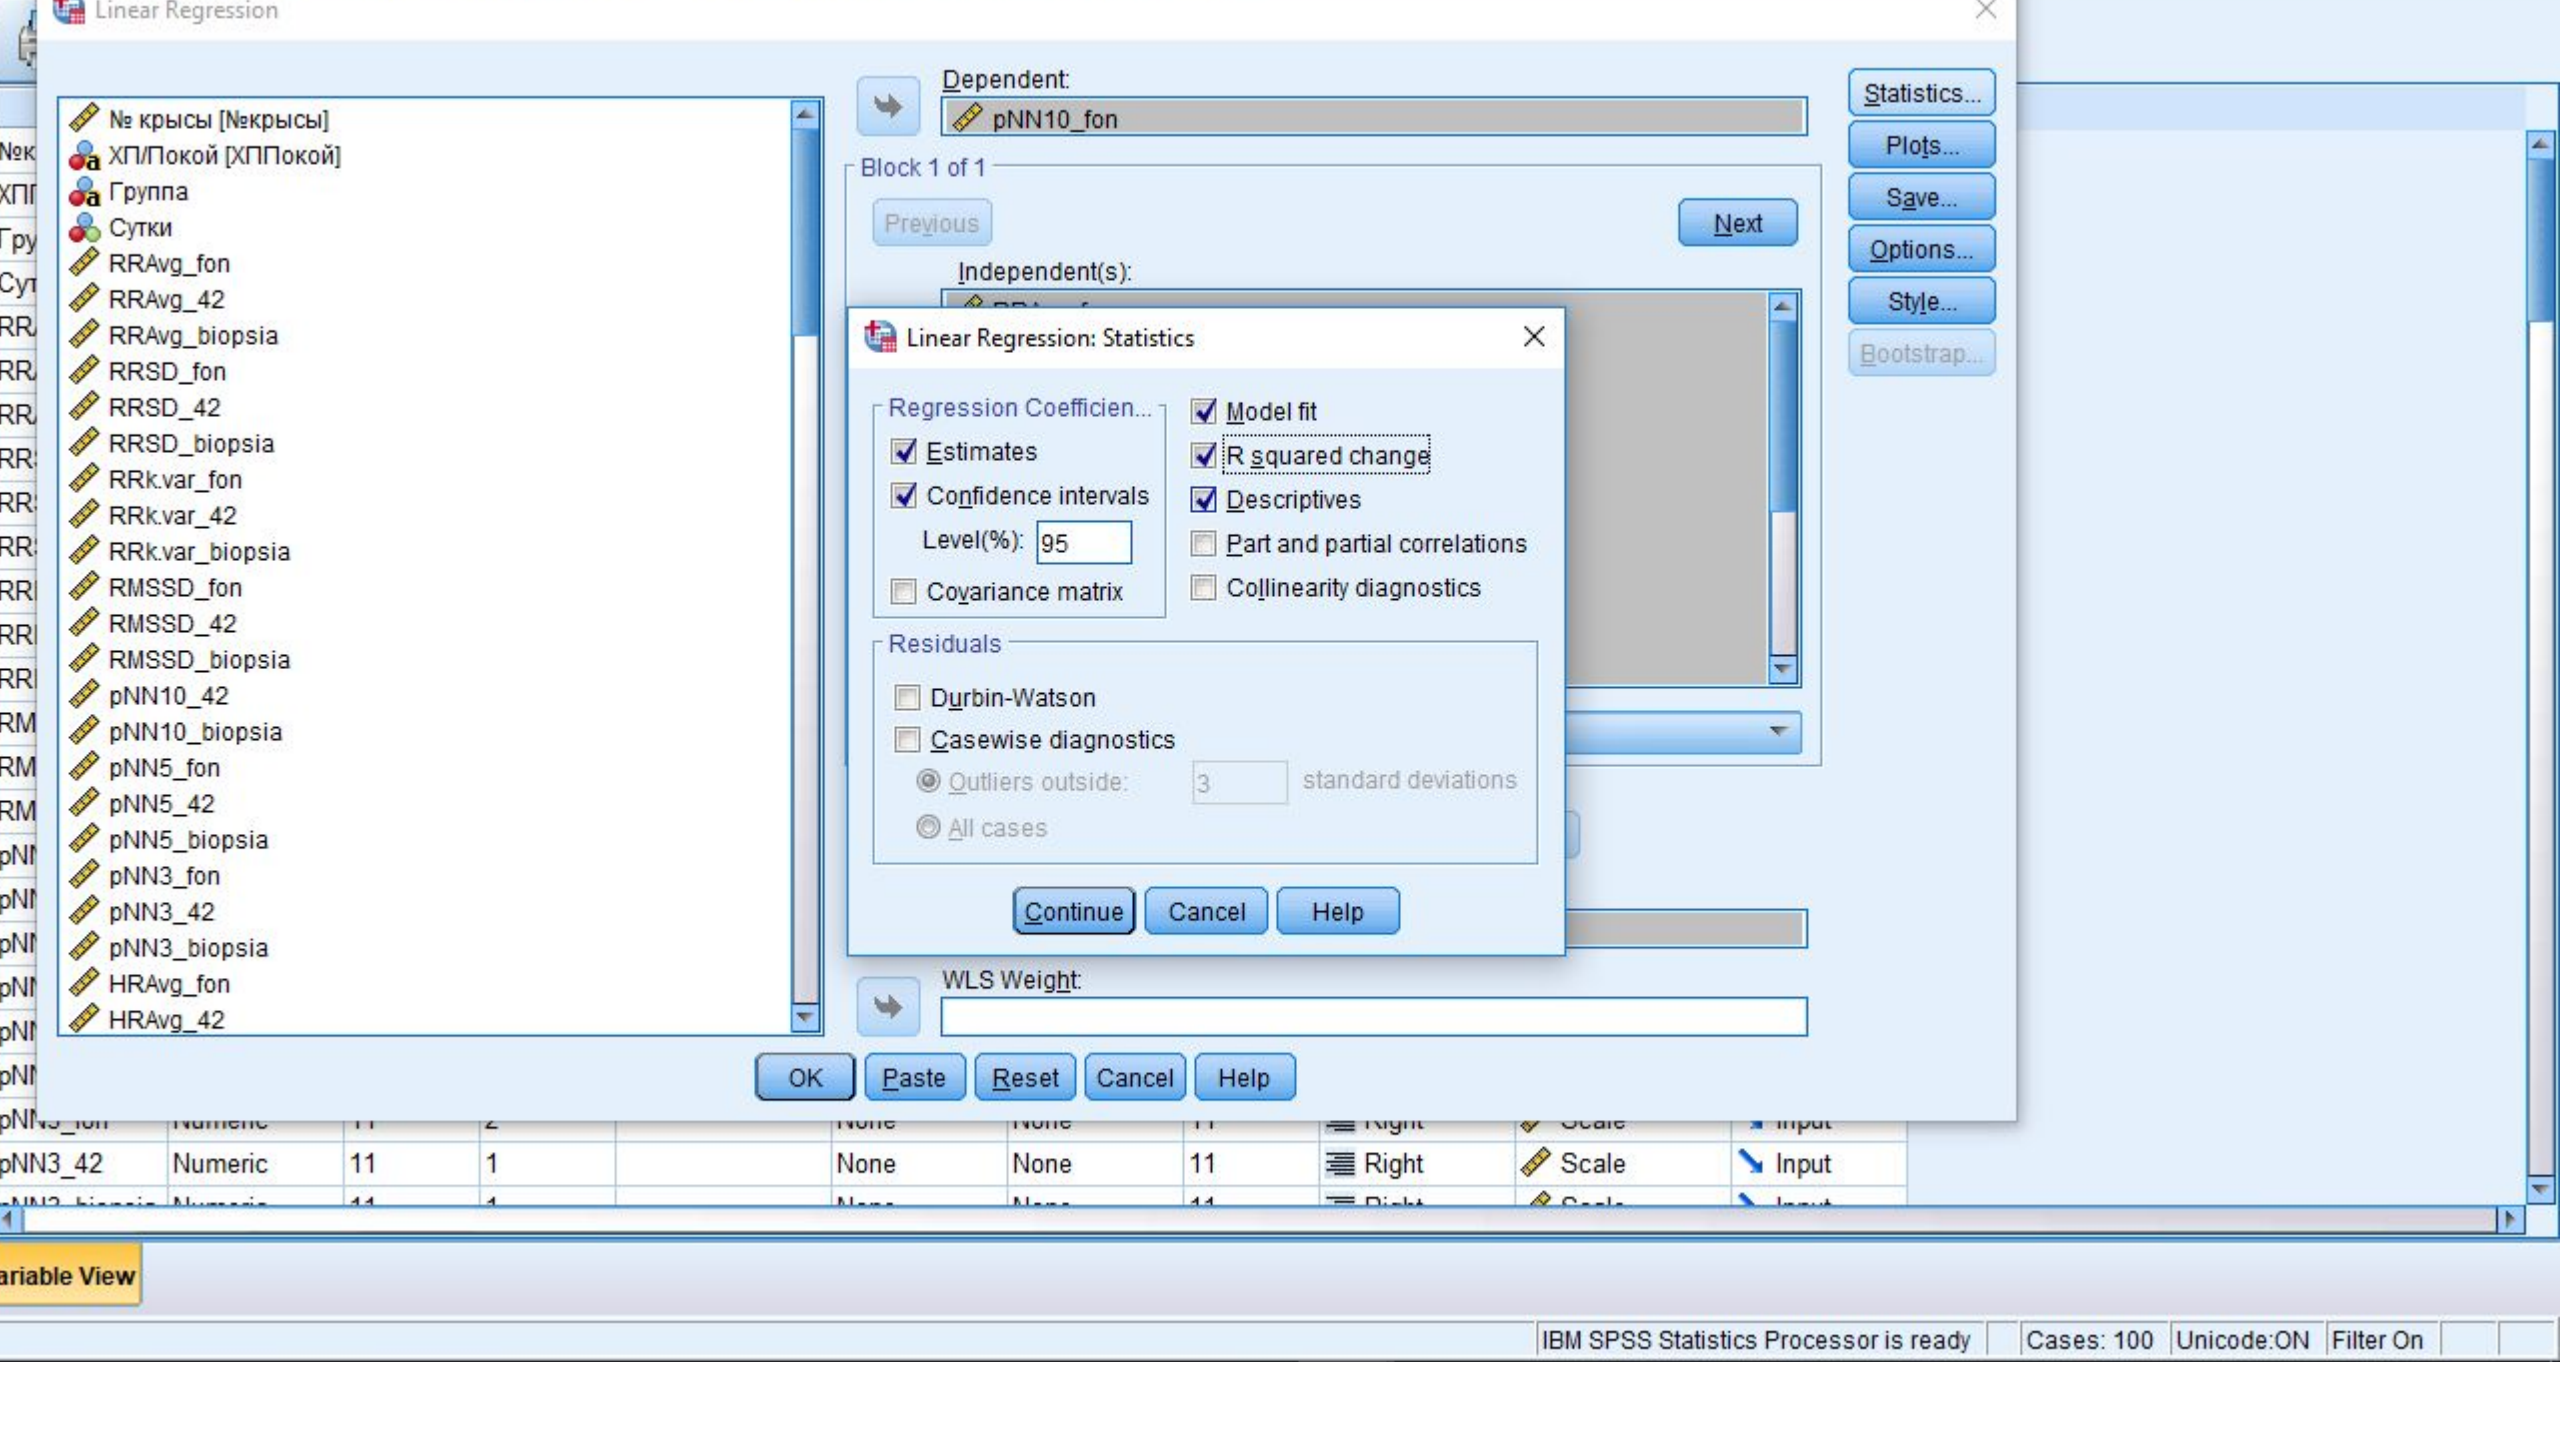 Linear Regression
№ крысы [№крысы]
ХП/Покой [ХППокой]
Группа
Сутки
RRAvg_fon
RRAvg_42
RRAvg_biopsia
RRSD_fon
RRSD_42
RRSD_biopsia
RRk.var_fon
RRk.var_42
RRk.var_biopsia
RMSSD_fon
RMSSD_42
RMSSD_biopsia
pNN10_42
pNN10_biopsia
pNN5_fon
pNN5_42
pNN5_biopsia
pNN3_fon
pNN3_42
pNN3_biopsia
HRAvg_fon
HRAvg_42
Dependent:
pNN10_fon
Block 1 of 1
Previous
Next
Independent(s):
Statistics...
Plots...
Save...
Options...
Style...
Bootstrap...
Linear Regression: Statistics
Regression Coefficien...
Estimates
Confidence intervals
Level(%): 95
Covariance matrix
Model fit
R squared change
Descriptives
Part and partial correlations
Collinearity diagnostics
Residuals
Durbin-Watson
Casewise diagnostics
Outliers outside: 3 standard deviations
All cases
Continue Cancel Help
WLS Weight:
OK Paste Reset Cancel Help
pNN3_42 Numeric 11 1 None None 11 Right Scale Input
ariable View
IBM SPSS Statistics Processor is ready Cases: 100 Unicode:ON Filter On